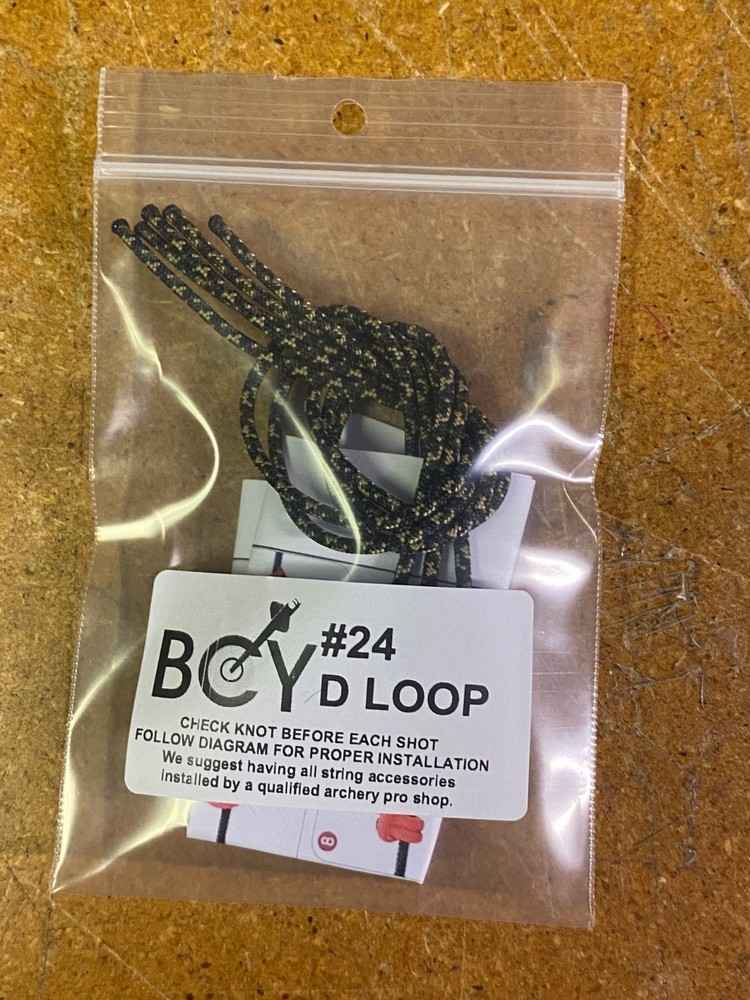 BCY #24
D LOOP
CHECK KNOT BEFORE EACH SHOT
FOLLOW DIAGRAM FOR PROPER INSTALLATION
We suggest having all string accessories
installed by a qualified archery pro shop.
8